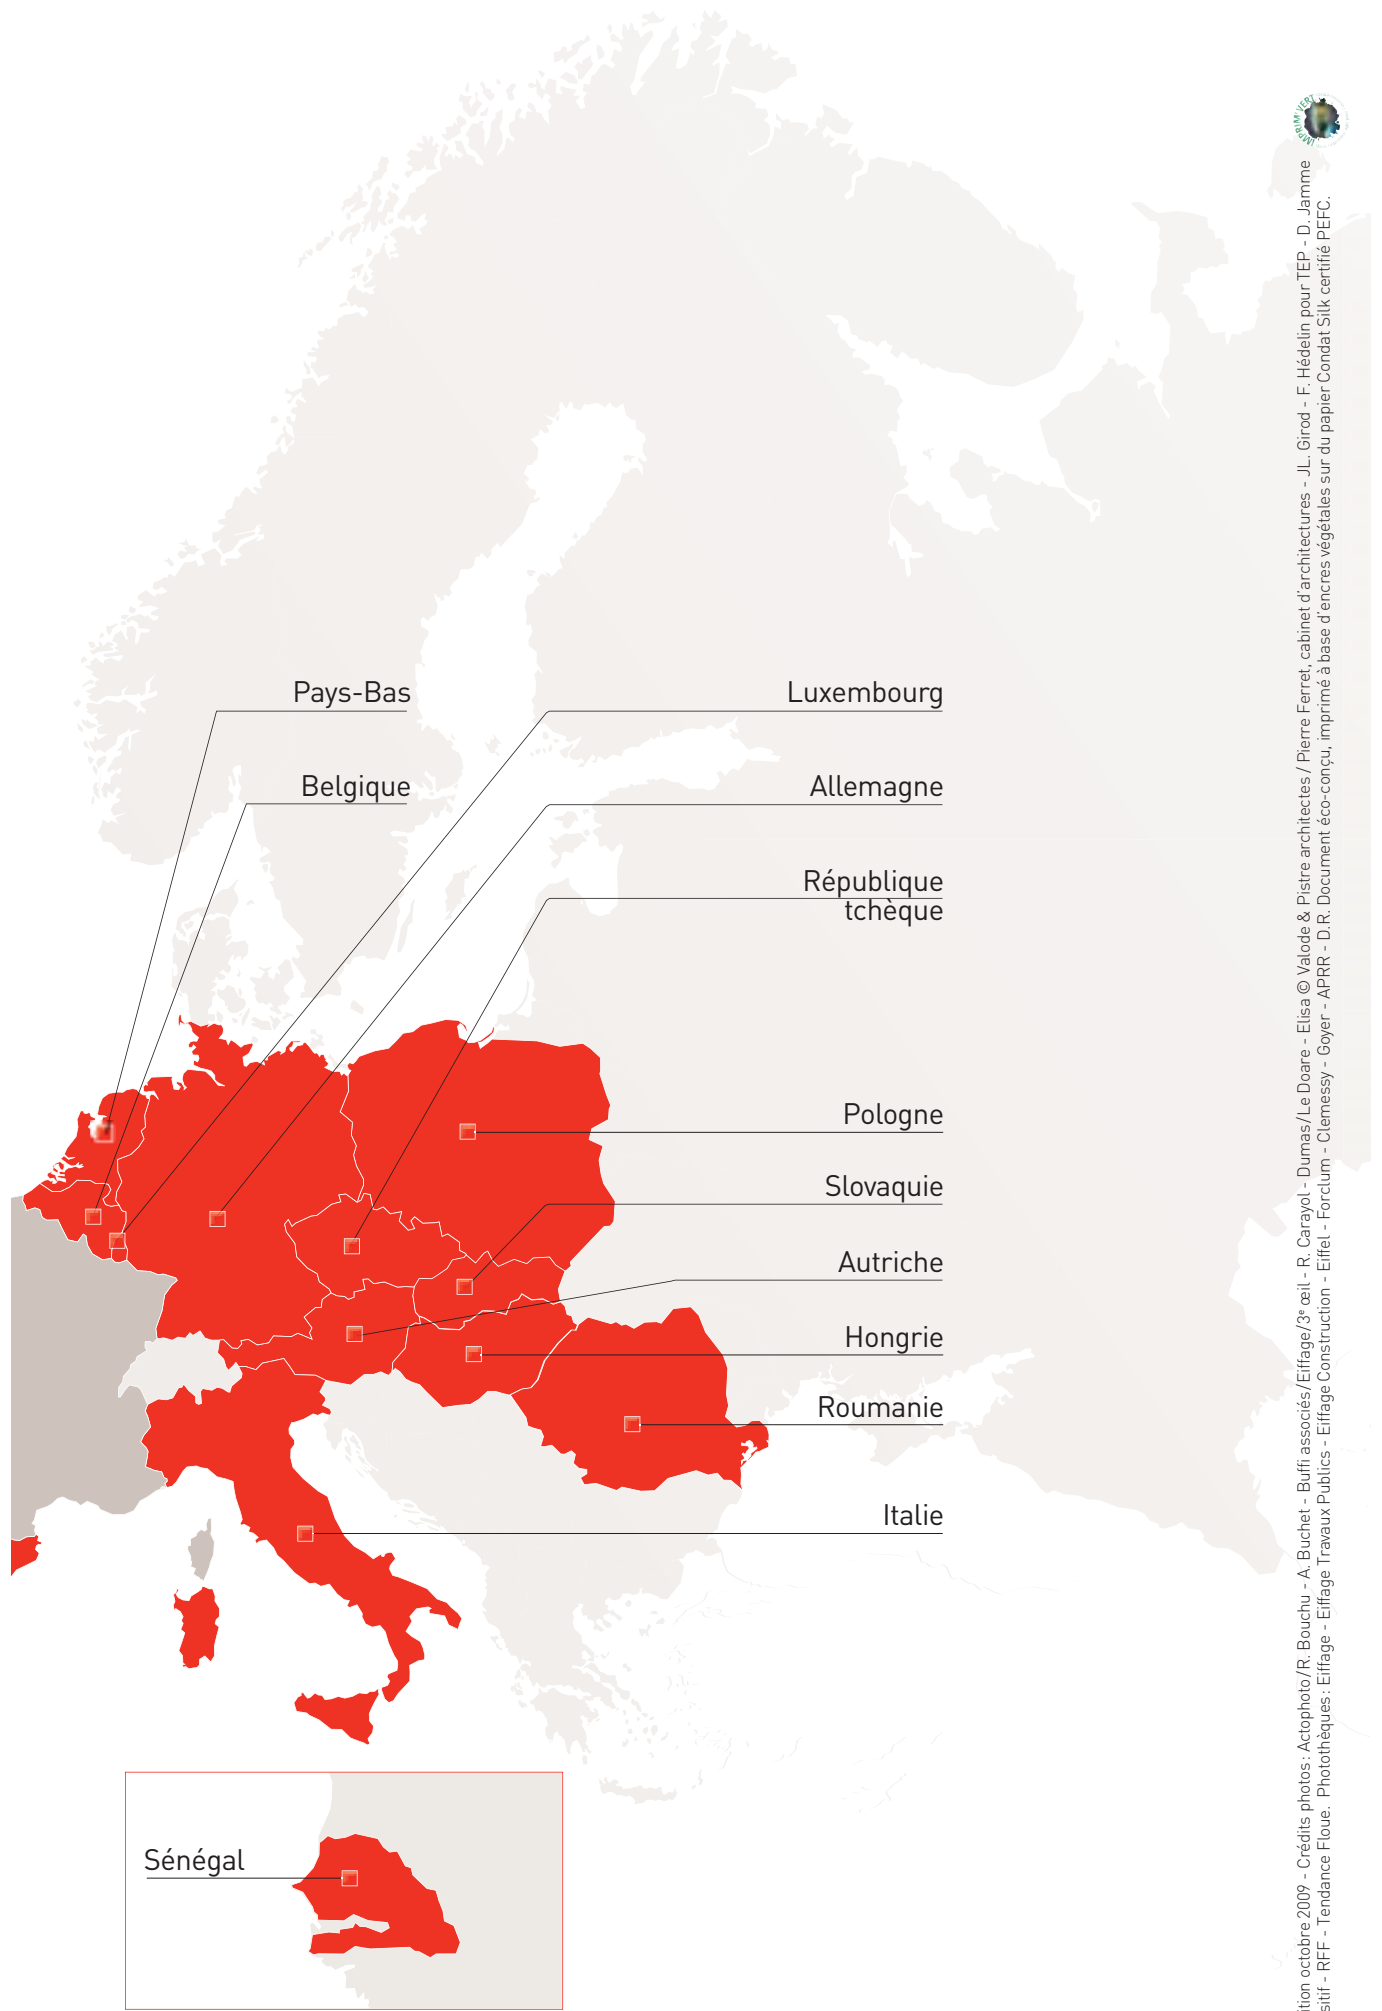 IMPRIM'VERT
Pays-Bas
Luxembourg
Belgique
Allemagne
République
tchèque
Pologne
Slovaquie
Autriche
Hongrie
Roumanie
Italie
Sénégal
octobre 2009 - Crédits photos : Actophoto/R. Bouchu - A. Buchet - Buffi associés/Eiffage/3e œil - R. Carayol - Dumas/Le Doare - Elisa © Valode & Pistre architectes / Pierre Ferret, cabinet d'architectures - JL. Girod - F. Hédelin pour TEP - D. Jamme
- RFF - Tendance Floue. Photothèques : Eiffage - Eiffage Travaux Publics - Eiffage Construction - Eiffel - Forclum - Clemessy - Goyer - APRR - D.R. Document éco-conçu, imprimé à base d'encres végétales sur du papier Condat Silk certifié PEFC.